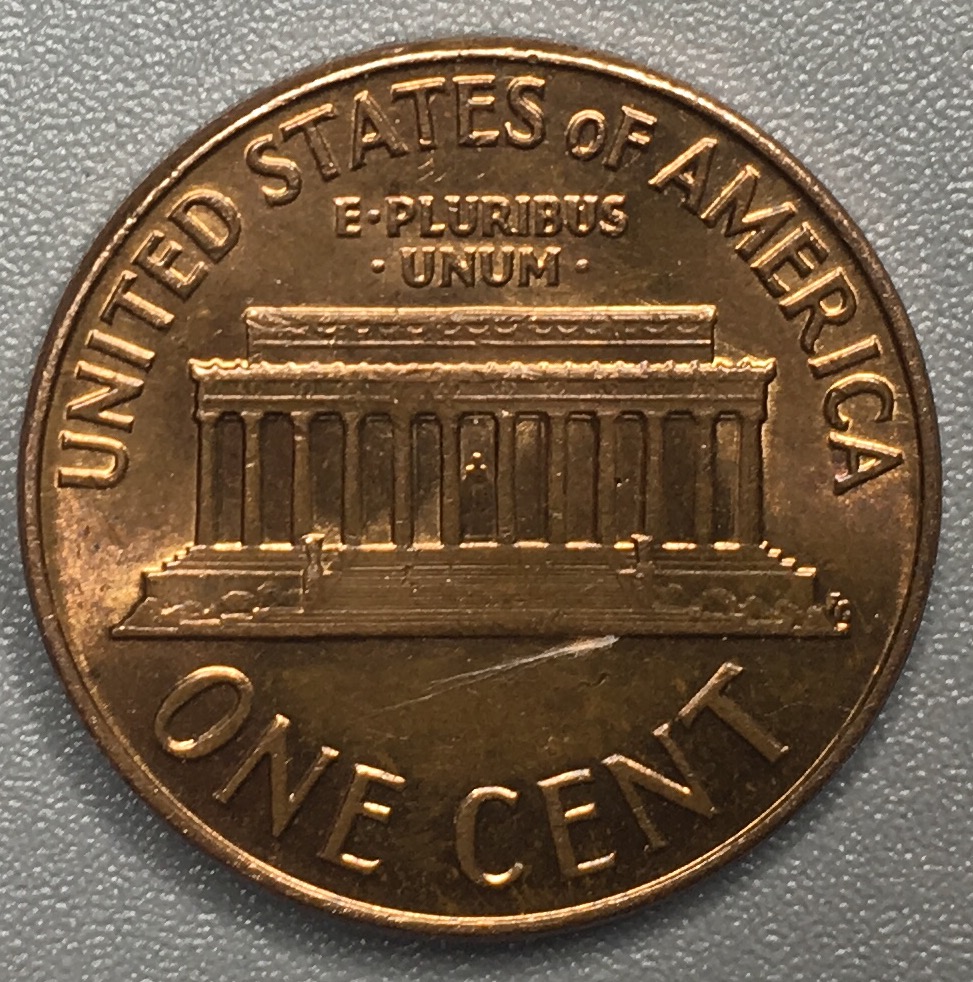 UNITED STATES OF AMERICA
E·PLURIBUS
·UNUM·
ONE CENT